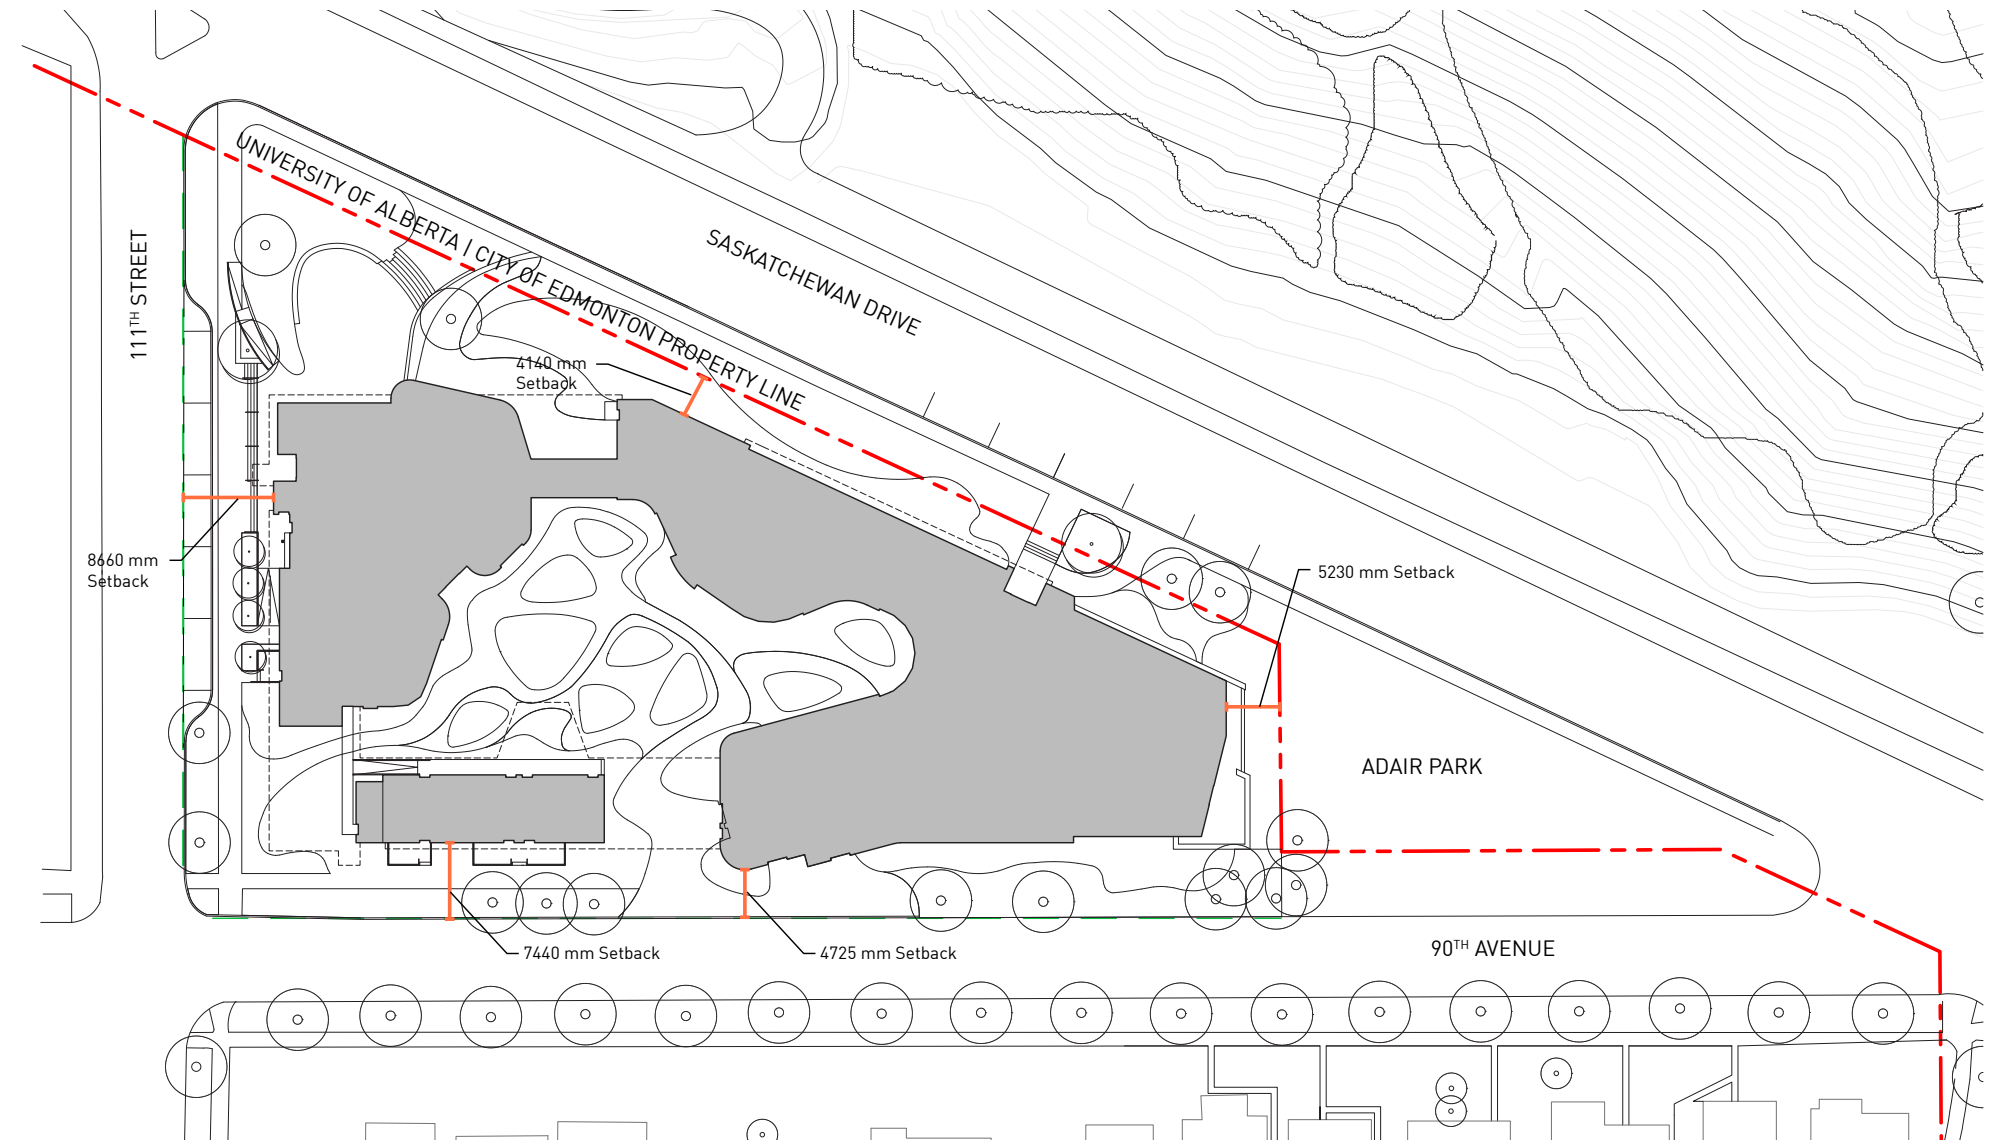 UNIVERSITY OF ALBERTA | CITY OF EDMONTON PROPERTY LINE
SASKATCHEWAN DRIVE
111TH STREET
4140 mm
Setback
8660 mm
Setback
5230 mm Setback
ADAIR PARK
7440 mm Setback
4725 mm Setback
90TH AVENUE